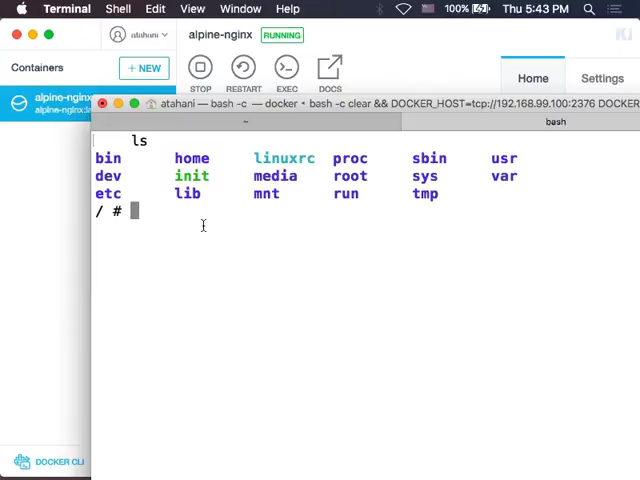 Terminal Shell Edit View Window Help 100% Thu 5:43 PM
atahani
alpine-nginx RUNNING
Containers
+ NEW
STOP RESTART EXEC DOCS
Home Settings
alpine-nginx
atahani — bash -c — docker • bash -c clear && DOCKER_HOST=tcp://192.168.99.100:2376 DOCKER
~ bash
ls
bin home linuxrc proc sbin usr
dev init media root sys var
etc lib mnt run tmp
/ #
DOCKER CLI